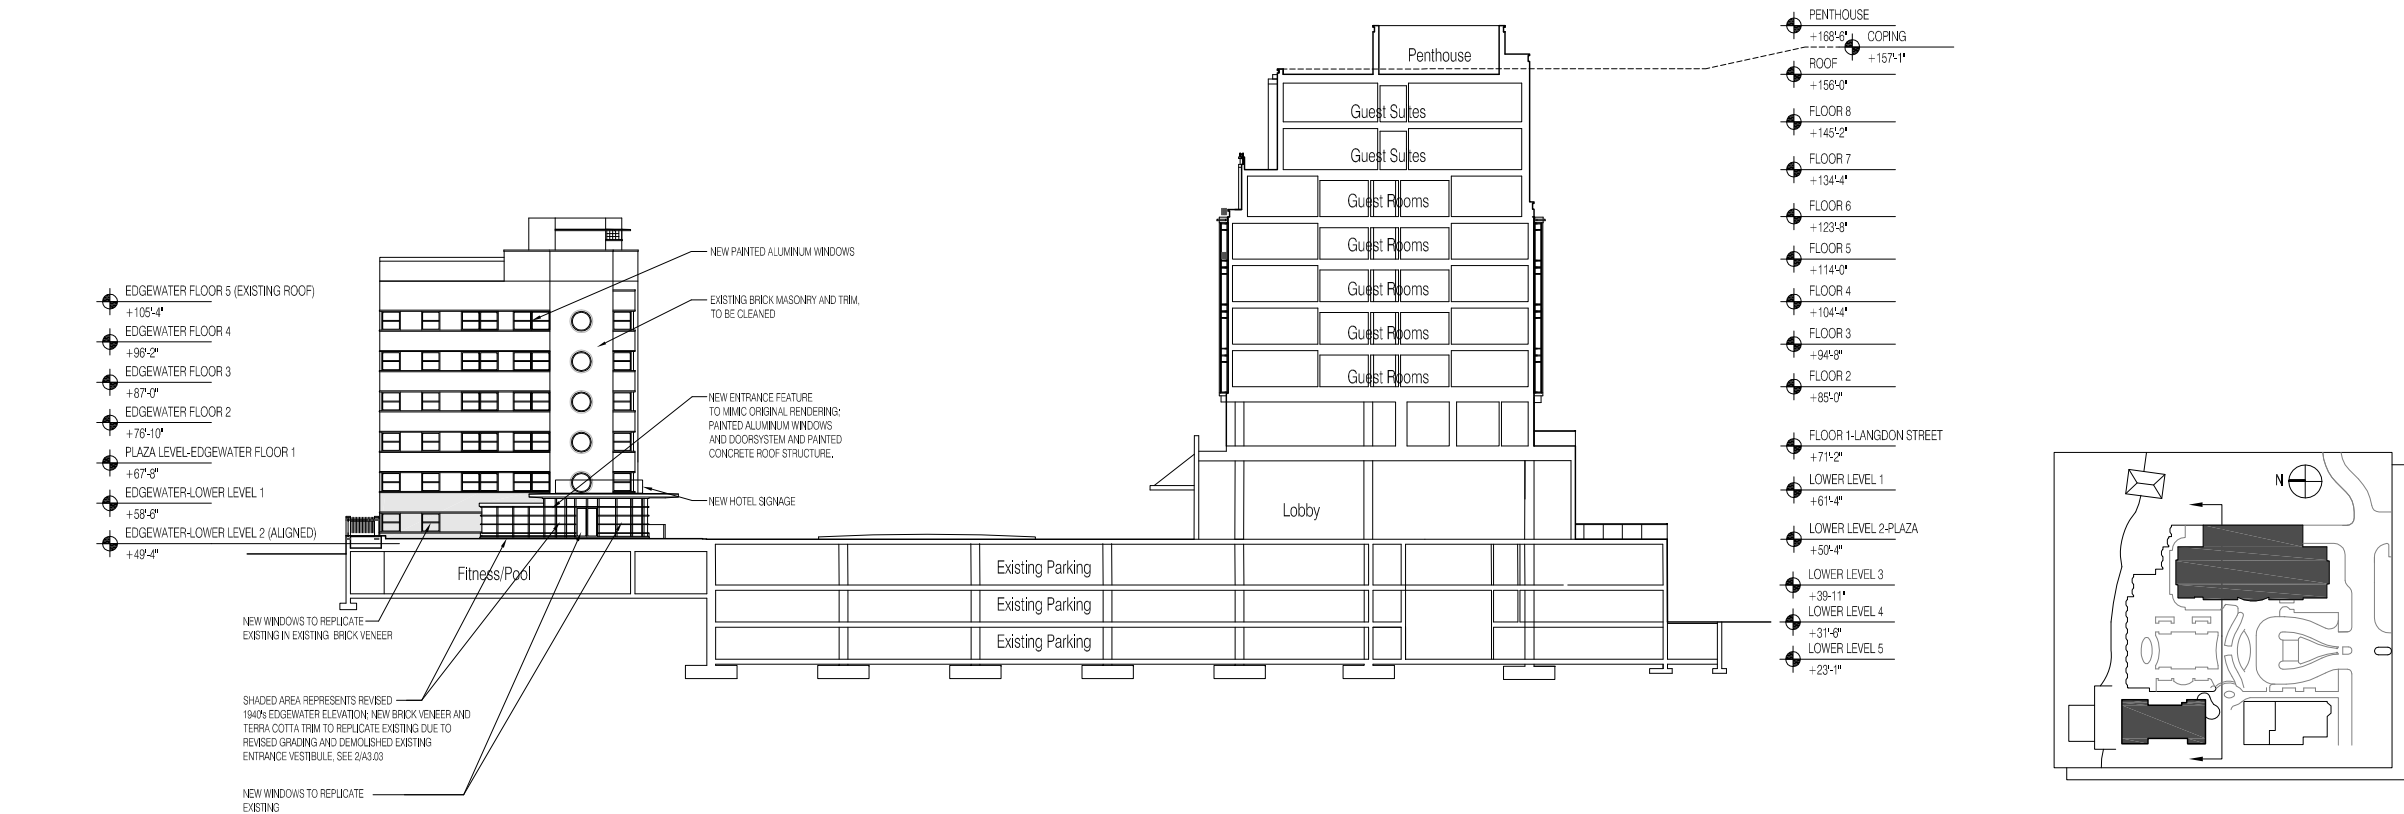 EDGEWATER FLOOR 5 (EXISTING ROOF)
+105'-4"
EDGEWATER FLOOR 4
+96'-2"
EDGEWATER FLOOR 3
+87'-0"
EDGEWATER FLOOR 2
+76'-10"
PLAZA LEVEL-EDGEWATER FLOOR 1
+67'-8"
EDGEWATER-LOWER LEVEL 1
+58'-6"
EDGEWATER-LOWER LEVEL 2 (ALIGNED)
+49'-4"
NEW PAINTED ALUMINUM WINDOWS
EXISTING BRICK MASONRY AND TRIM,
TO BE CLEANED
NEW ENTRANCE FEATURE
TO MIMIC ORIGINAL RENDERING;
PAINTED ALUMINUM WINDOWS
AND DOORSYSTEM AND PAINTED
CONCRETE ROOF STRUCTURE.
NEW HOTEL SIGNAGE
Fitness/Pool
NEW WINDOWS TO REPLICATE
EXISTING IN EXISTING BRICK VENEER
SHADED AREA REPRESENTS REVISED
1940's EDGEWATER ELEVATION; NEW BRICK VENEER AND
TERRA COTTA TRIM TO REPLICATE EXISTING DUE TO
REVISED GRADING AND DEMOLISHED EXISTING
ENTRANCE VESTIBULE, SEE 2/A3.03
NEW WINDOWS TO REPLICATE
EXISTING
Penthouse
Guest Suites
Guest Suites
Guest Rooms
Guest Rooms
Guest Rooms
Guest Rooms
Guest Rooms
Lobby
Existing Parking
Existing Parking
Existing Parking
PENTHOUSE
+168'-6"
COPING
+157'-1"
ROOF
+156'-0"
FLOOR 8
+145'-2"
FLOOR 7
+134'-4"
FLOOR 6
+123'-8"
FLOOR 5
+114'-0"
FLOOR 4
+104'-4"
FLOOR 3
+94'-8"
FLOOR 2
+85'-0"
FLOOR 1-LANGDON STREET
+71'-2"
LOWER LEVEL 1
+61'-4"
LOWER LEVEL 2-PLAZA
+50'-4"
LOWER LEVEL 3
+39-11"
LOWER LEVEL 4
+31'-6"
LOWER LEVEL 5
+23'-1"
N